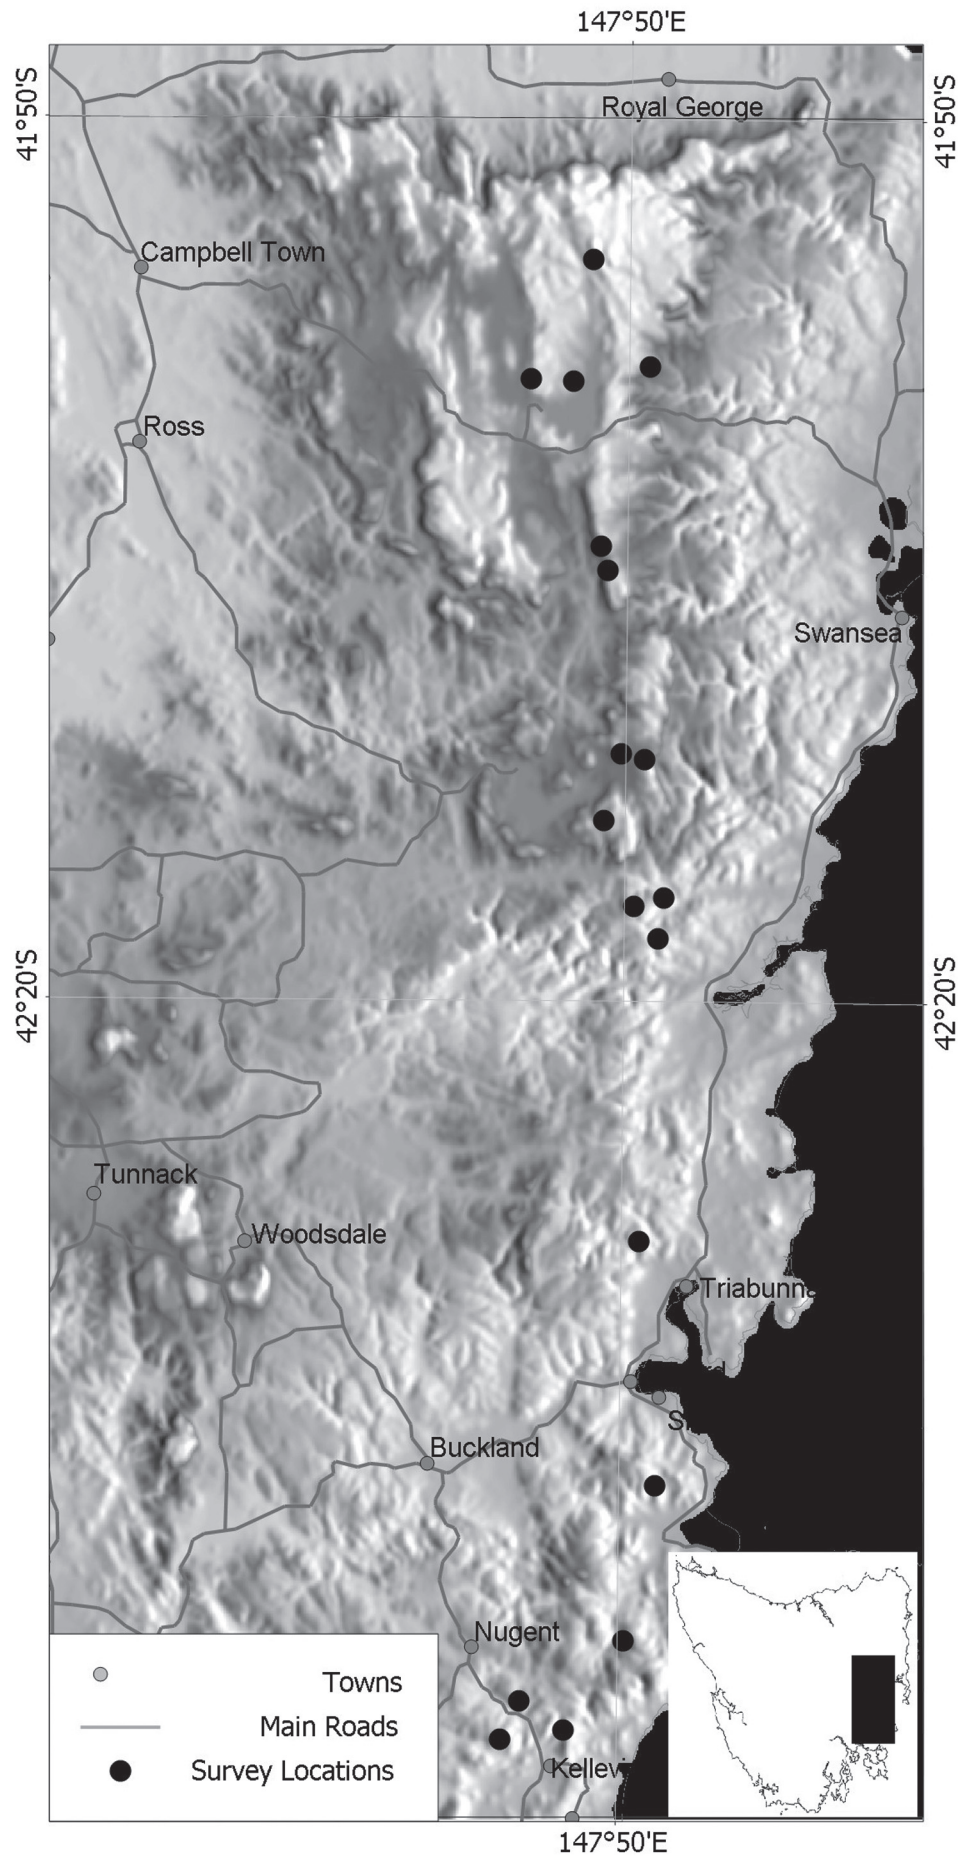 147°50'E
41°50'S
41°50'S
Royal George
Campbell Town
Ross
Swansea
42°20'S
42°20'S
Tunnack
Woodsdale
Triabunna
Buckland
Nugent
Towns
Main Roads
Survey Locations
147°50'E